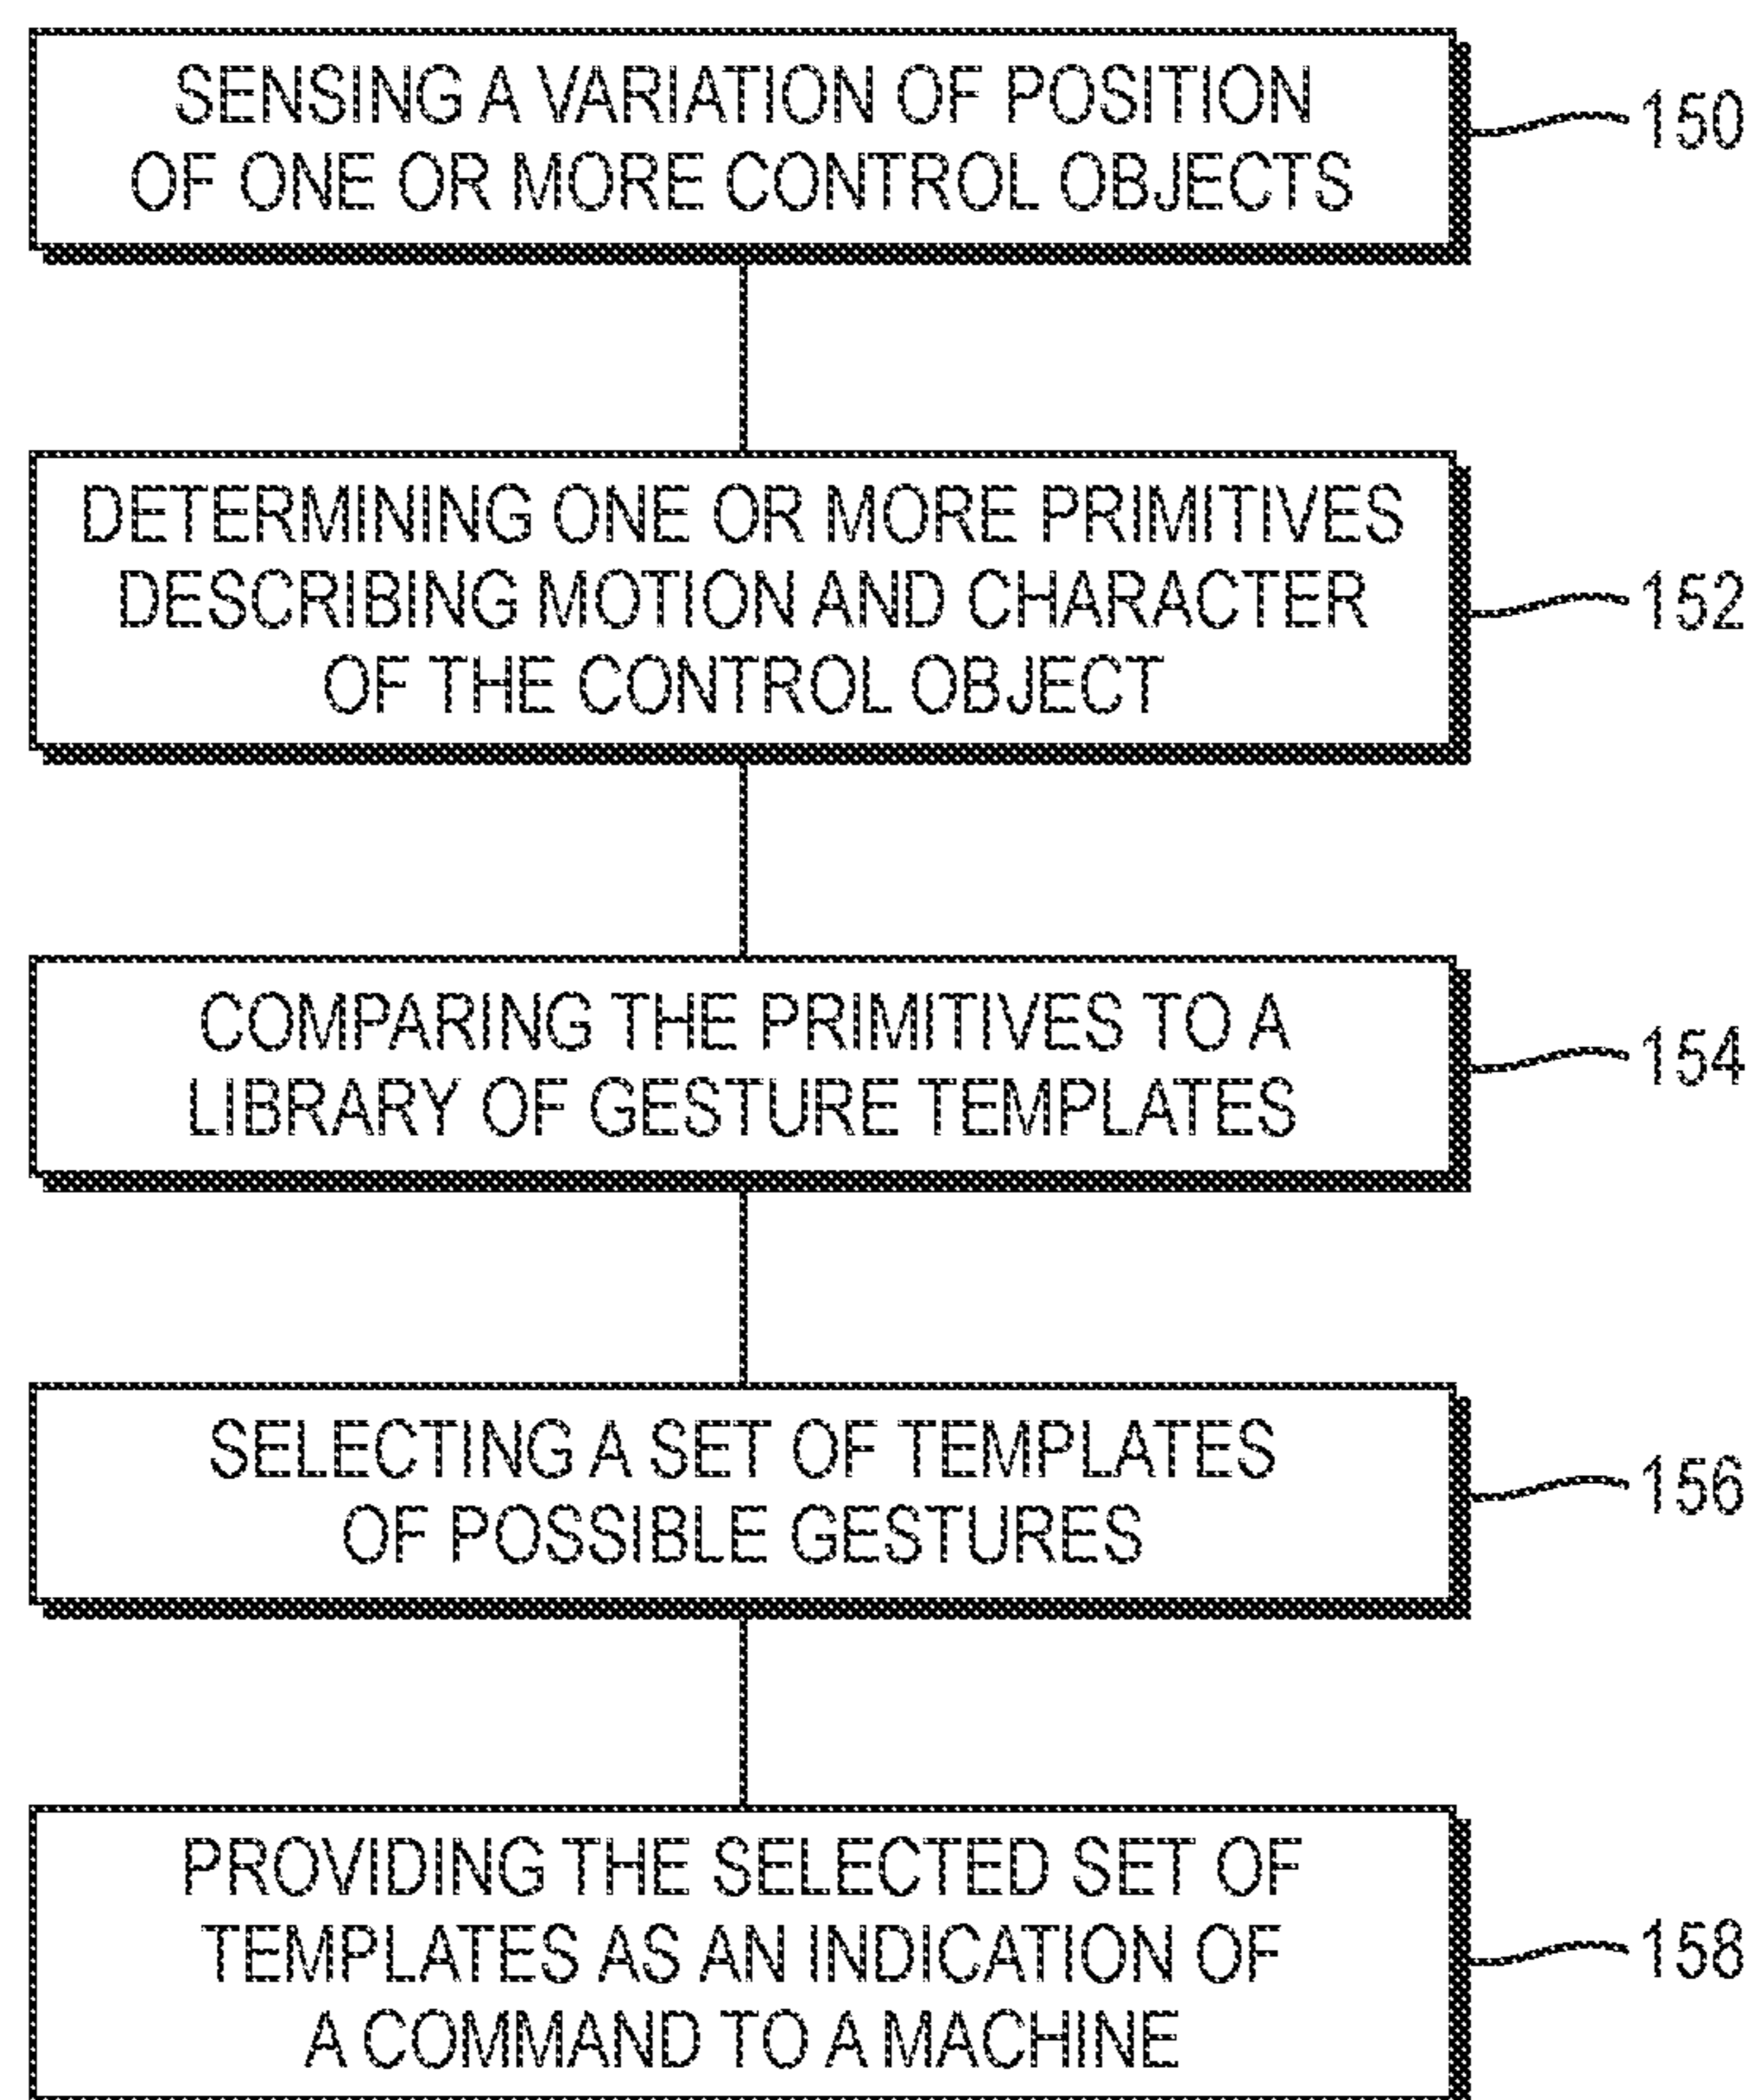 SENSING A VARIATION OF POSITION
OF ONE OR MORE CONTROL OBJECTS
150
DETERMINING ONE OR MORE PRIMITIVES
DESCRIBING MOTION AND CHARACTER
OF THE CONTROL OBJECT
152
COMPARING THE PRIMITIVES TO A
LIBRARY OF GESTURE TEMPLATES
154
SELECTING A SET OF TEMPLATES
OF POSSIBLE GESTURES
156
PROVIDING THE SELECTED SET OF
TEMPLATES AS AN INDICATION OF
A COMMAND TO A MACHINE
158